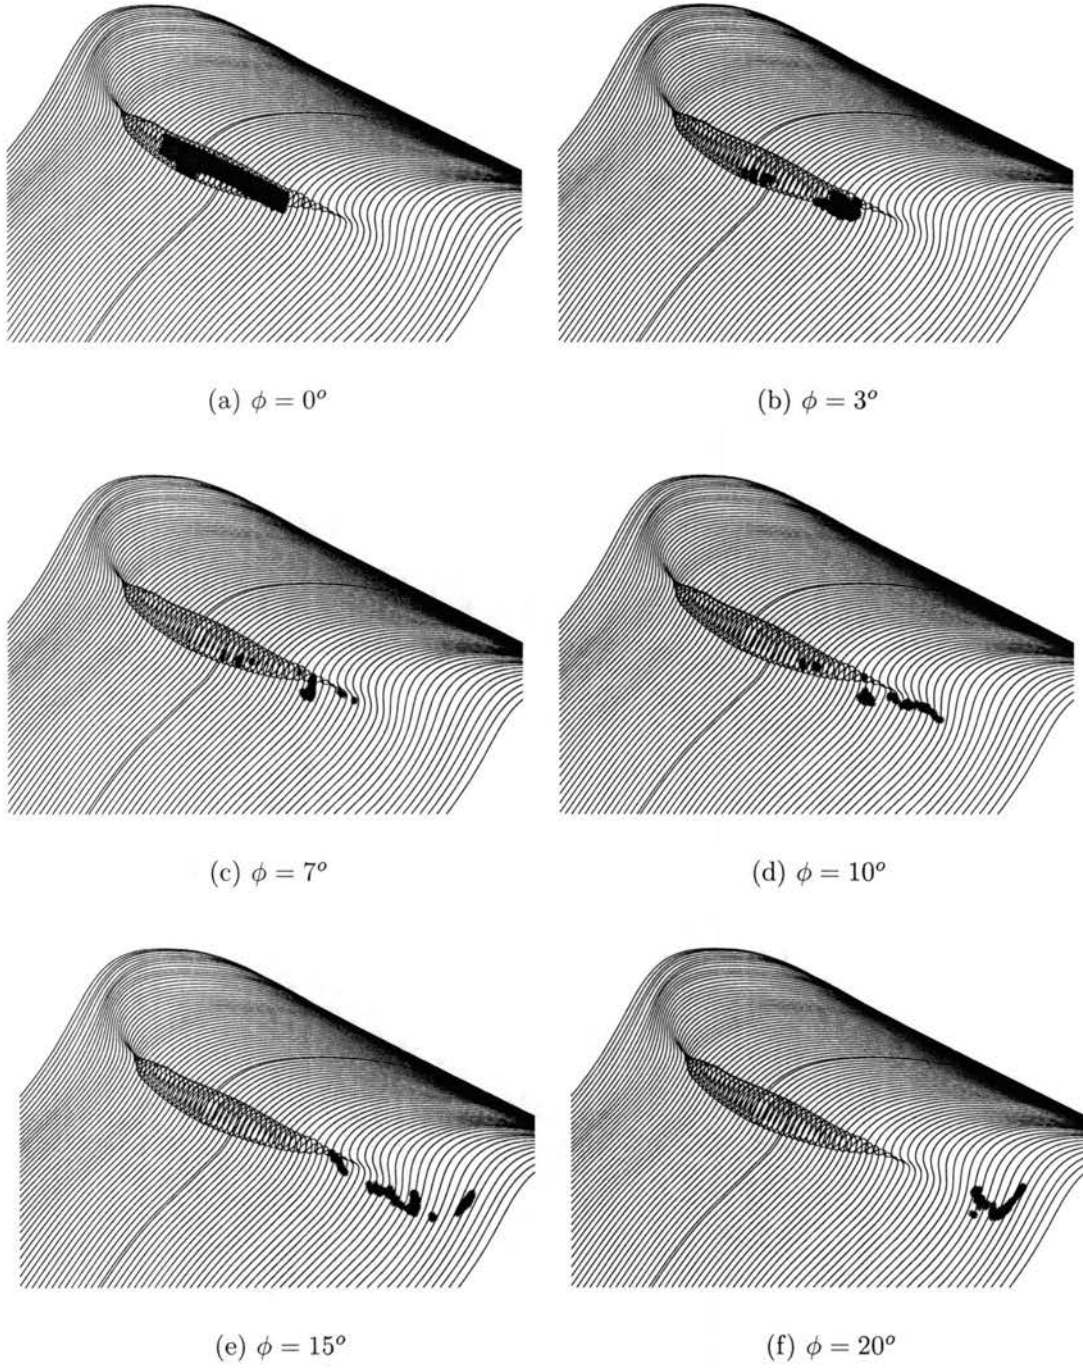 (a) ϕ = 0°
(b) ϕ = 3°
(c) ϕ = 7°
(d) ϕ = 10°
(e) ϕ = 15°
(f) ϕ = 20°